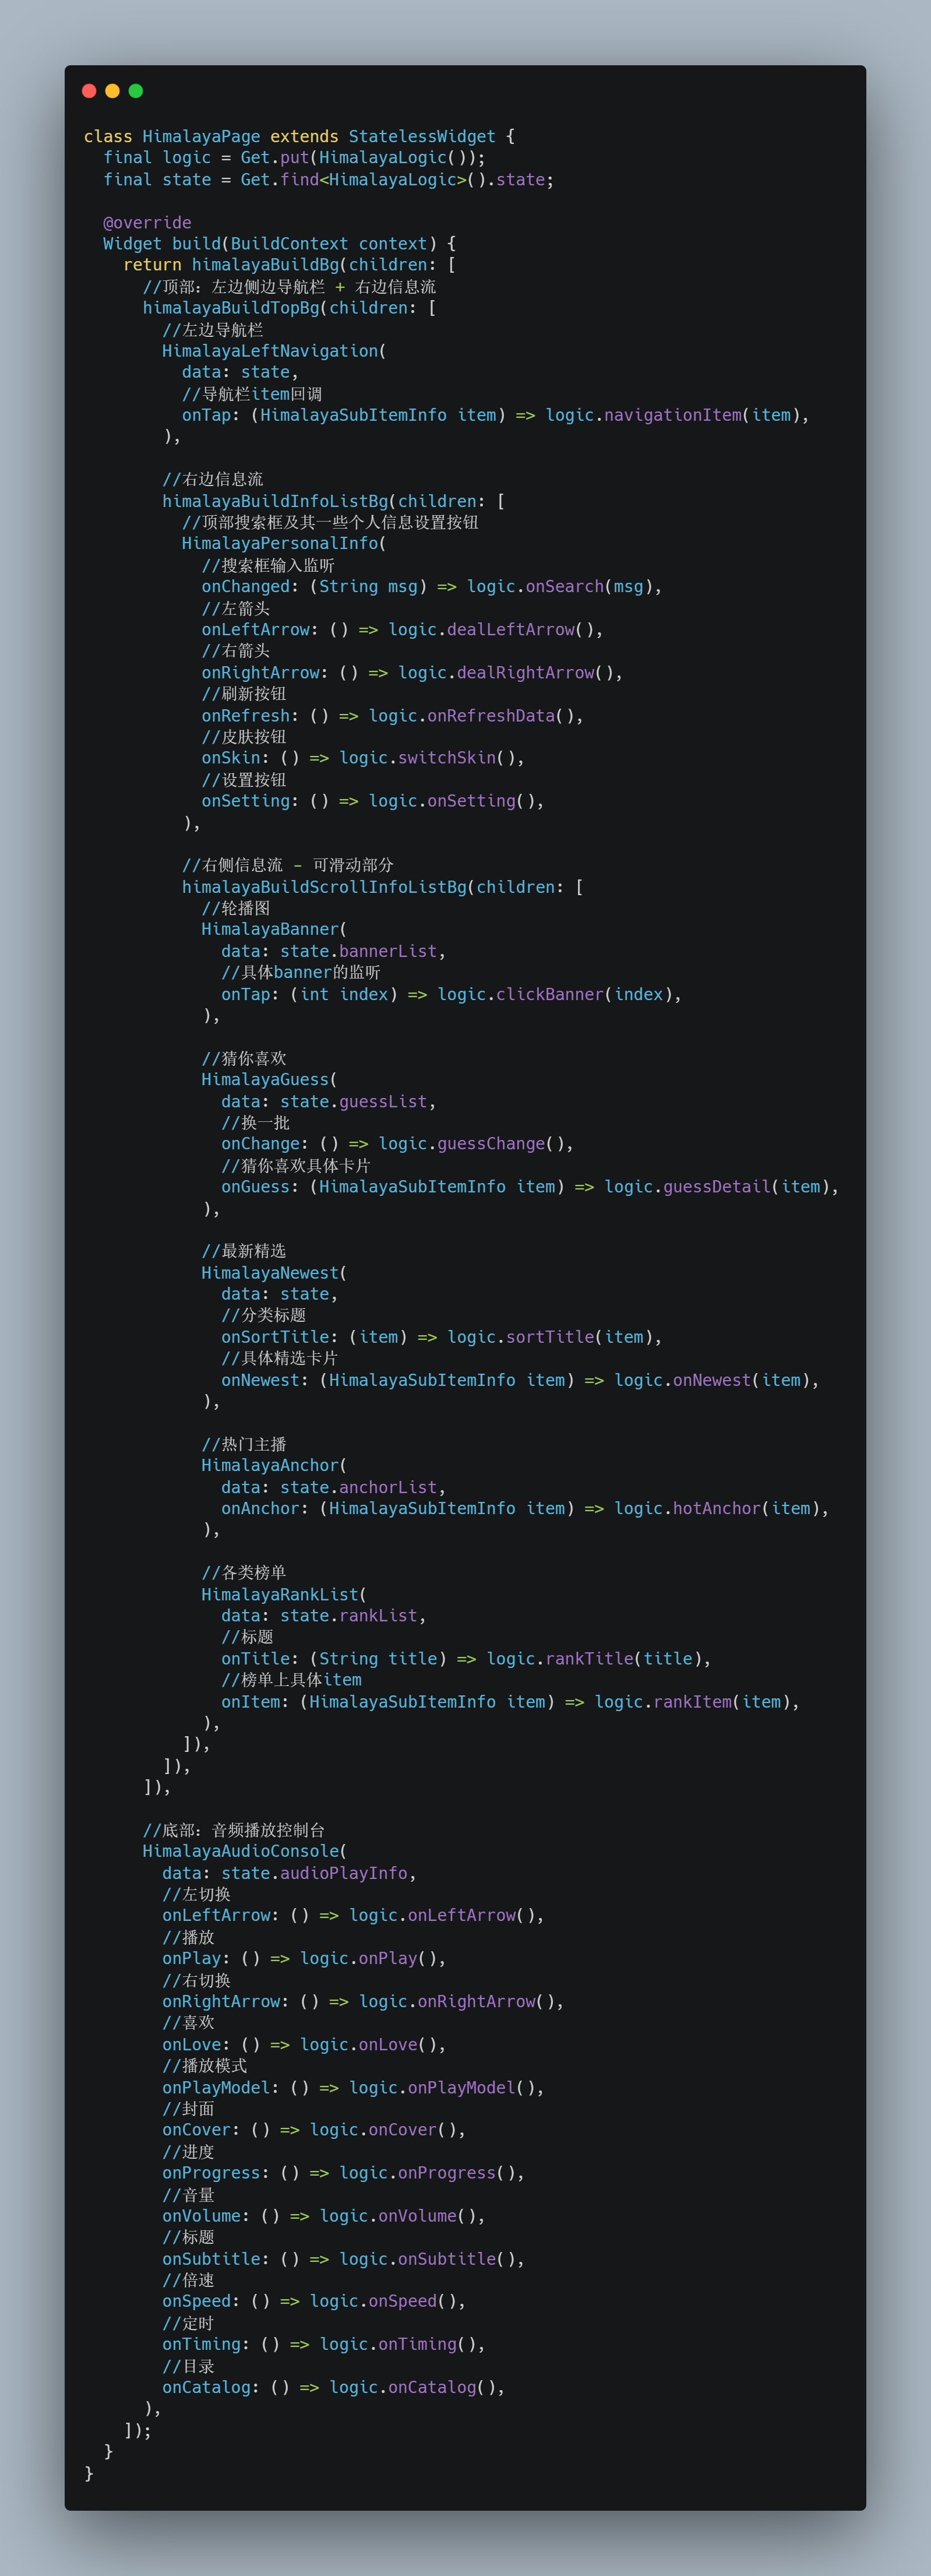 class HimalayaPage extends StatelessWidget {
  final logic = Get.put(HimalayaLogic());
  final state = Get.find<HimalayaLogic>().state;

  @override
  Widget build(BuildContext context) {
    return himalayaBuildBg(children: [
      //顶部：左边侧边导航栏 + 右边信息流
      himalayaBuildTopBg(children: [
        //左边导航栏
        HimalayaLeftNavigation(
          data: state,
          //导航栏item回调
          onTap: (HimalayaSubItemInfo item) => logic.navigationItem(item),
        ),

        //右边信息流
        himalayaBuildInfoListBg(children: [
          //顶部搜索框及其一些个人信息设置按钮
          HimalayaPersonalInfo(
            //搜索框输入监听
            onChanged: (String msg) => logic.onSearch(msg),
            //左箭头
            onLeftArrow: () => logic.dealLeftArrow(),
            //右箭头
            onRightArrow: () => logic.dealRightArrow(),
            //刷新按钮
            onRefresh: () => logic.onRefreshData(),
            //皮肤按钮
            onSkin: () => logic.switchSkin(),
            //设置按钮
            onSetting: () => logic.onSetting(),
          ),

          //右侧信息流 - 可滑动部分
          himalayaBuildScrollInfoListBg(children: [
            //轮播图
            HimalayaBanner(
              data: state.bannerList,
              //具体banner的监听
              onTap: (int index) => logic.clickBanner(index),
            ),

            //猜你喜欢
            HimalayaGuess(
              data: state.guessList,
              //换一批
              onChange: () => logic.guessChange(),
              //猜你喜欢具体卡片
              onGuess: (HimalayaSubItemInfo item) => logic.guessDetail(item),
            ),

            //最新精选
            HimalayaNewest(
              data: state,
              //分类标题
              onSortTitle: (item) => logic.sortTitle(item),
              //具体精选卡片
              onNewest: (HimalayaSubItemInfo item) => logic.onNewest(item),
            ),

            //热门主播
            HimalayaAnchor(
              data: state.anchorList,
              onAnchor: (HimalayaSubItemInfo item) => logic.hotAnchor(item),
            ),

            //各类榜单
            HimalayaRankList(
              data: state.rankList,
              //标题
              onTitle: (String title) => logic.rankTitle(title),
              //榜单上具体item
              onItem: (HimalayaSubItemInfo item) => logic.rankItem(item),
            ),
          ]),
        ]),
      ]),

      //底部：音频播放控制台
      HimalayaAudioConsole(
        data: state.audioPlayInfo,
        //左切换
        onLeftArrow: () => logic.onLeftArrow(),
        //播放
        onPlay: () => logic.onPlay(),
        //右切换
        onRightArrow: () => logic.onRightArrow(),
        //喜欢
        onLove: () => logic.onLove(),
        //播放模式
        onPlayModel: () => logic.onPlayModel(),
        //封面
        onCover: () => logic.onCover(),
        //进度
        onProgress: () => logic.onProgress(),
        //音量
        onVolume: () => logic.onVolume(),
        //标题
        onSubtitle: () => logic.onSubtitle(),
        //倍速
        onSpeed: () => logic.onSpeed(),
        //定时
        onTiming: () => logic.onTiming(),
        //目录
        onCatalog: () => logic.onCatalog(),
      ),
    ]);
  }
}